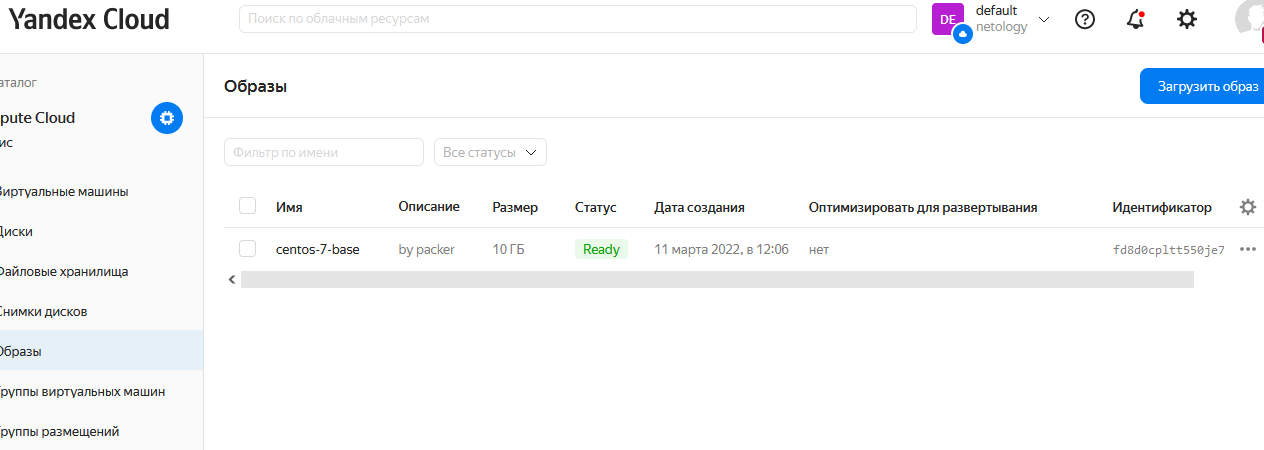 Yandex Cloud
Поиск по облачным ресурсам
DE
default
netology
аталог
pute Cloud
ис
Виртуальные машины
Диски
Файловые хранилища
Снимки дисков
Образы
Группы виртуальных машин
Группы размещений
Образы
Загрузить образ
Фильтр по имени
Все статусы
Имя Описание Размер Статус Дата создания Оптимизировать для развертывания Идентификатор
centos-7-base by packer 10 ГБ Ready 11 марта 2022, в 12:06 нет fd8d0cpltt550je7